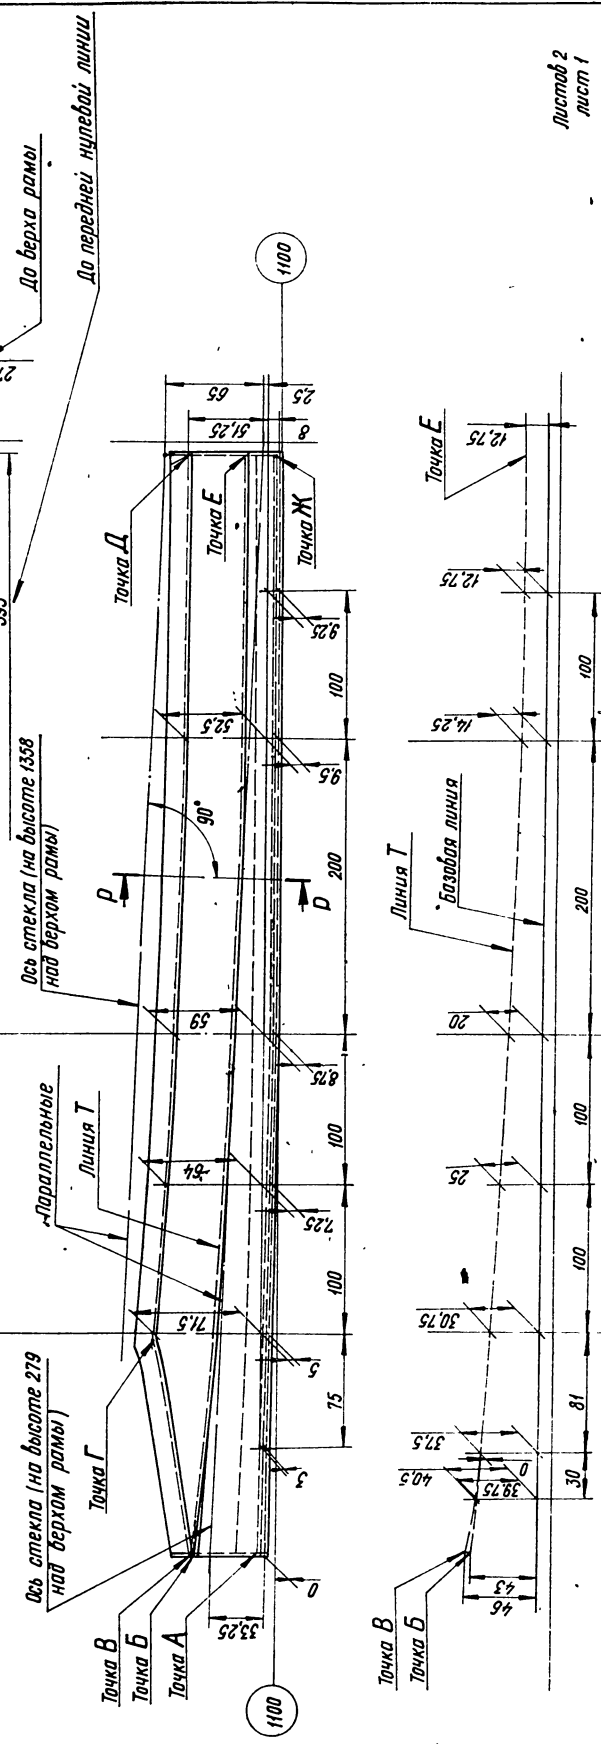 До передней нулевой линии
До верха рамы
Листов 2
лист 1
395
1100
65
51,25
2,5
8
Точка Д
Точка Е
Точка Ж
9,25
100
52,5
9,5
200
Ось стекла (на высоте 1358
над верхом рамы)
90°
Р
Р
59
8,75
100
Параллельные
Линия Т
64
7,25
100
71,5
5
75
3
0
Ось стекла (на высоте 279
над верхом рамы)
Точка Г
Точка В
Точка Б
Точка А
33,25
1100
Точка Е
12,75
12,75
100
14,25
200
Линия Т
Базовая линия
20
100
25
100
30,75
81
37,5
0
40,5
39,75
30
43
46
Точка В
Точка Б